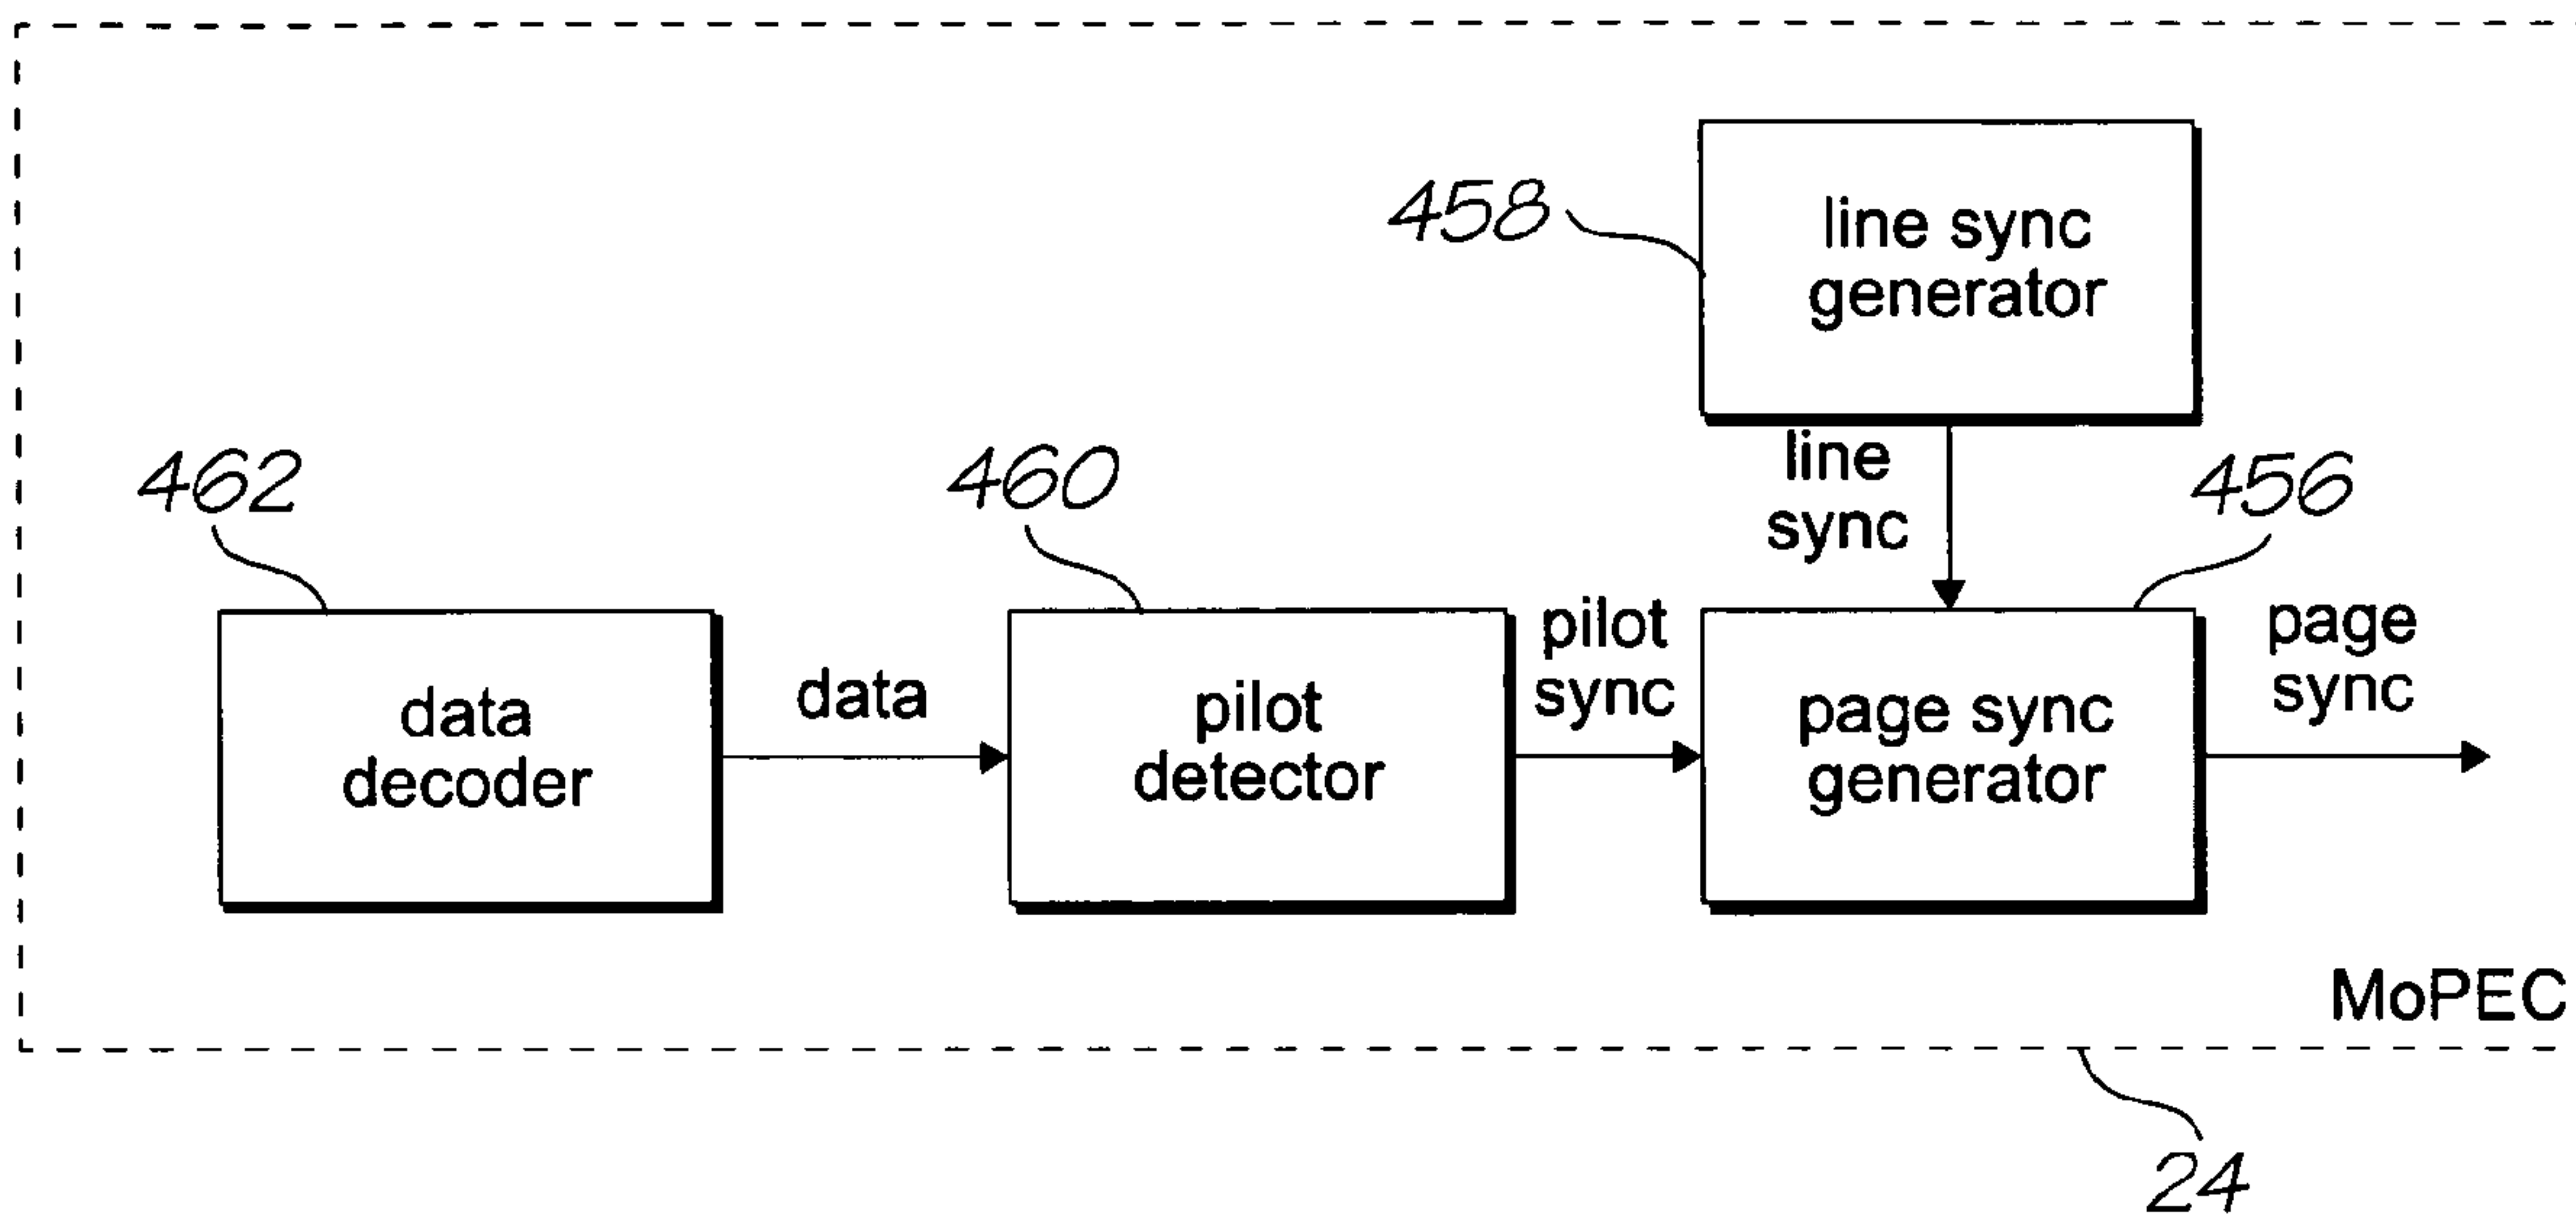 458
line sync
generator
line
sync
462
460
456
data
decoder
data
pilot
detector
pilot
sync
page sync
generator
page
sync
MoPEC
24